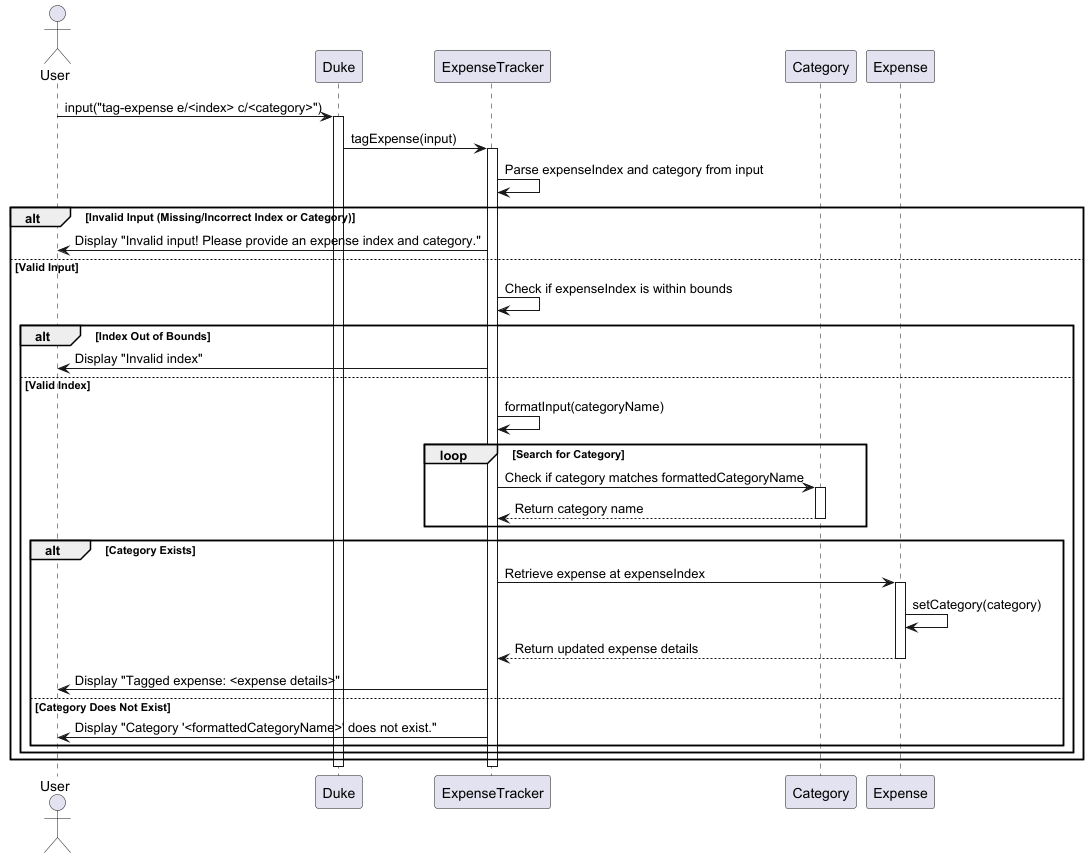 User
Duke
ExpenseTracker
Category
Expense
input("tag-expense e/<index> c/<category>")
tagExpense(input)
Parse expenseIndex and category from input
alt
[Invalid Input (Missing/Incorrect Index or Category)]
Display "Invalid input! Please provide an expense index and category."
[Valid Input]
Check if expenseIndex is within bounds
alt
[Index Out of Bounds]
Display "Invalid index"
[Valid Index]
formatInput(categoryName)
loop
[Search for Category]
Check if category matches formattedCategoryName
Return category name
alt
[Category Exists]
Retrieve expense at expenseIndex
setCategory(category)
Return updated expense details
Display "Tagged expense: <expense details>"
[Category Does Not Exist]
Display "Category '<formattedCategoryName>' does not exist."
User
Duke
ExpenseTracker
Category
Expense